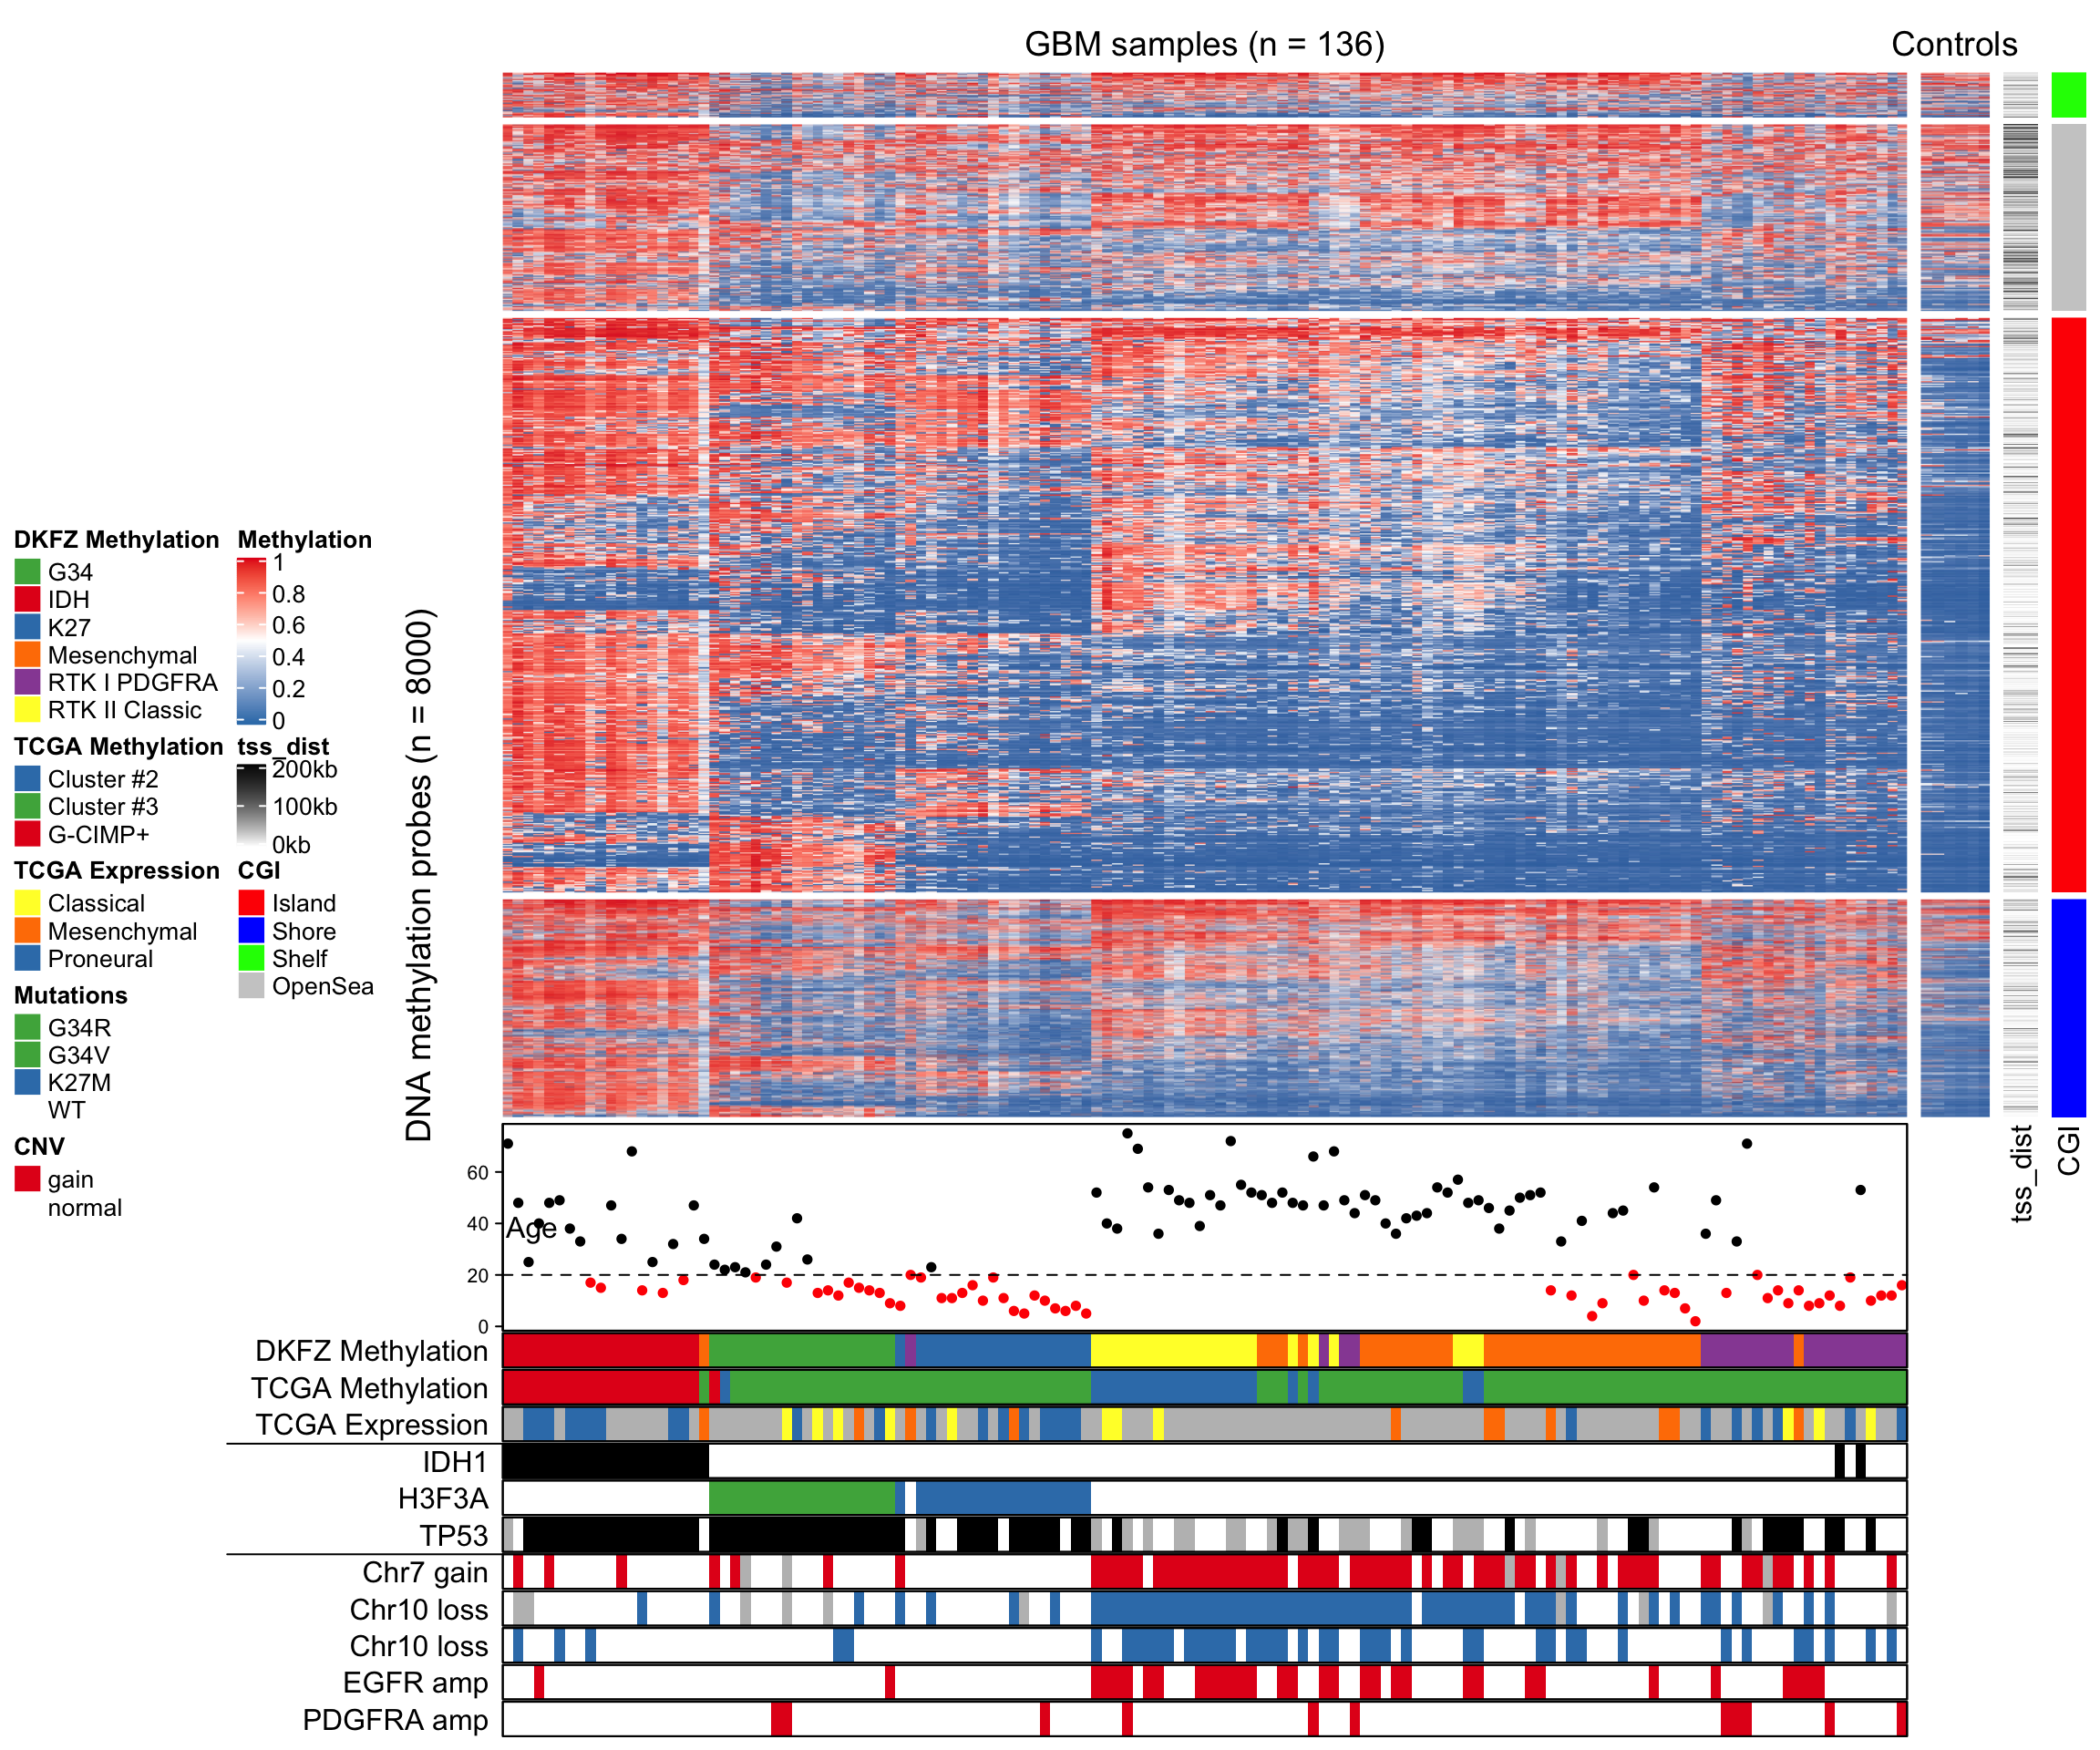 GBM samples (n = 136)
Controls
DNA methylation probes (n = 8000)
DKFZ Methylation
G34
IDH
K27
Mesenchymal
RTK I PDGFRA
RTK II Classic
TCGA Methylation
Cluster #2
Cluster #3
G-CIMP+
TCGA Expression
Classical
Mesenchymal
Proneural
Mutations
G34R
G34V
K27M
WT
CNV
gain
normal
Methylation
1
0.8
0.6
0.4
0.2
0
tss_dist
200kb
100kb
0kb
CGI
Island
Shore
Shelf
OpenSea
60
40
20
0
Age
tss_dist
CGI
DKFZ Methylation
TCGA Methylation
TCGA Expression
IDH1
H3F3A
TP53
Chr7 gain
Chr10 loss
Chr10 loss
EGFR amp
PDGFRA amp